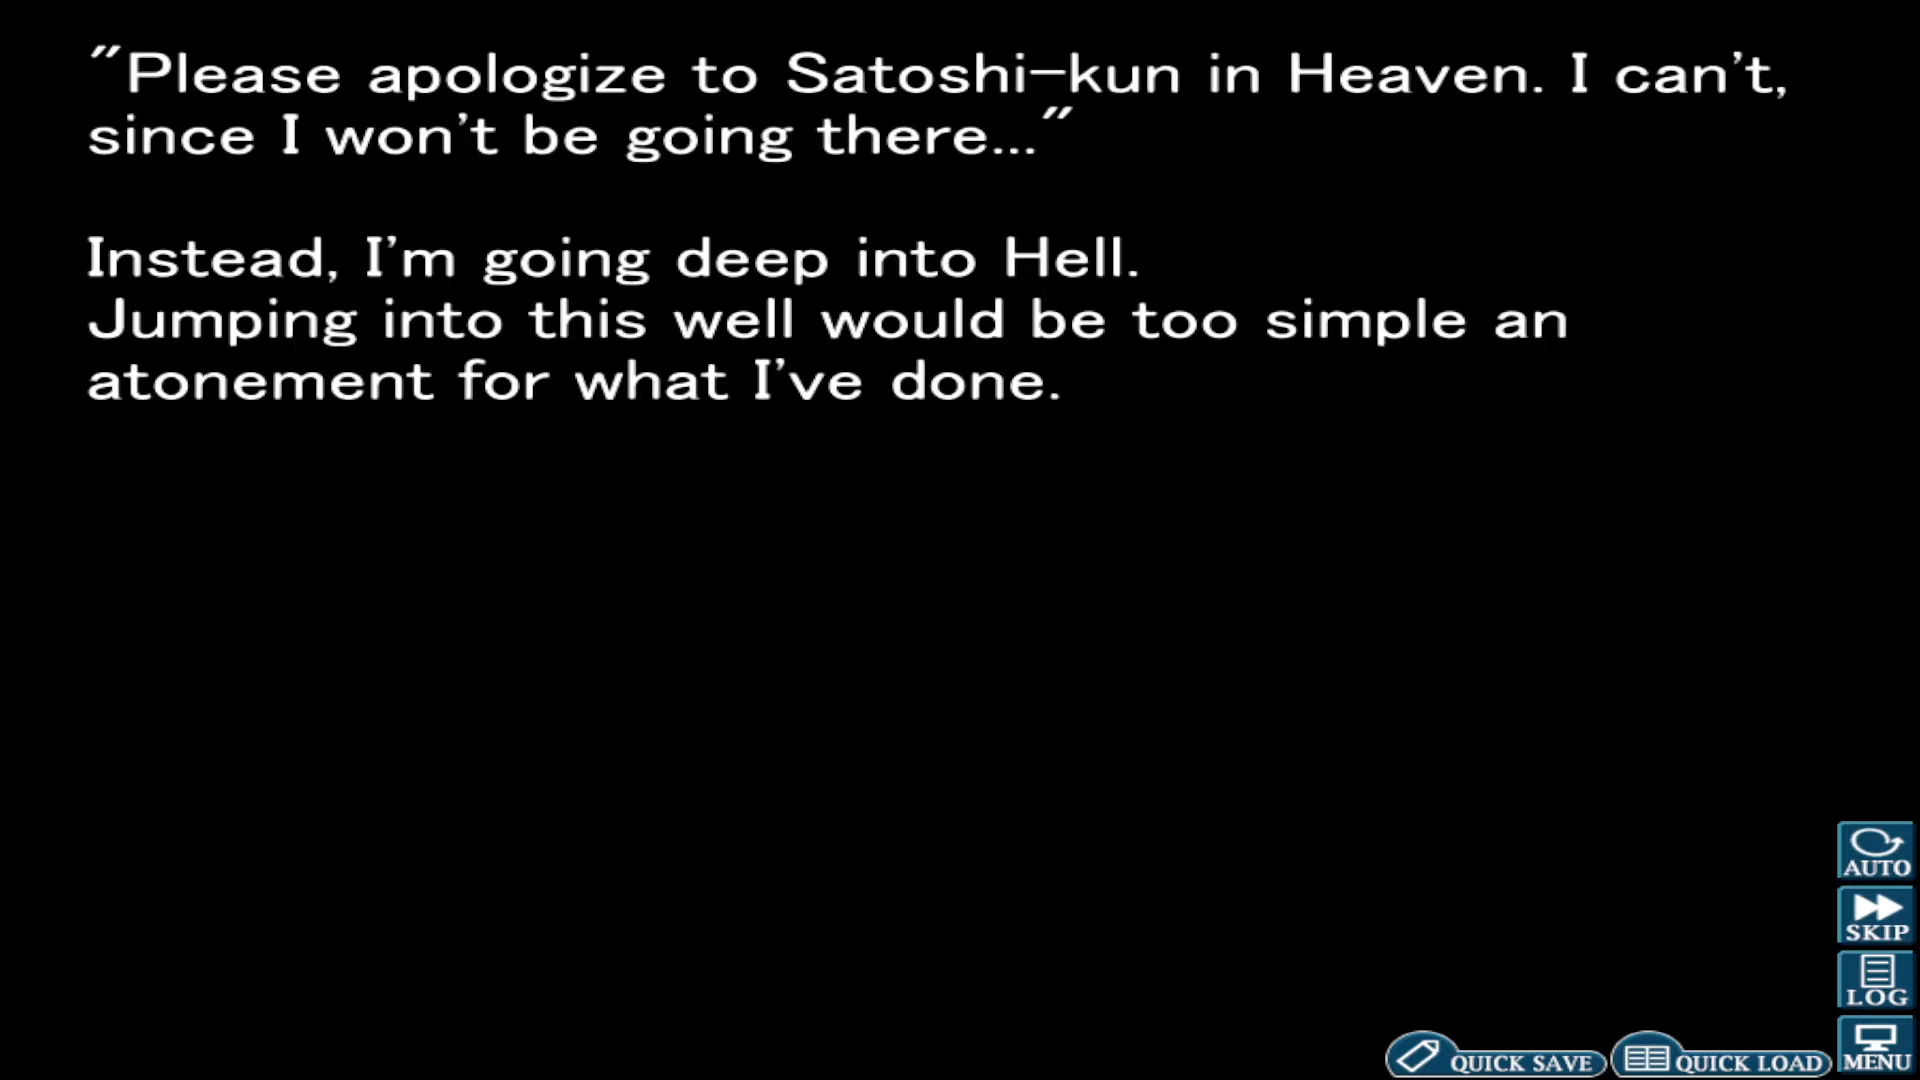 "Please apologize to Satoshi-kun in Heaven. I can't,
since I won't be going there..."
Instead, I'm going deep into Hell.
Jumping into this well would be too simple an
atonement for what I've done.
AUTO
SKIP
LOG
MENU
QUICK SAVE
QUICK LOAD